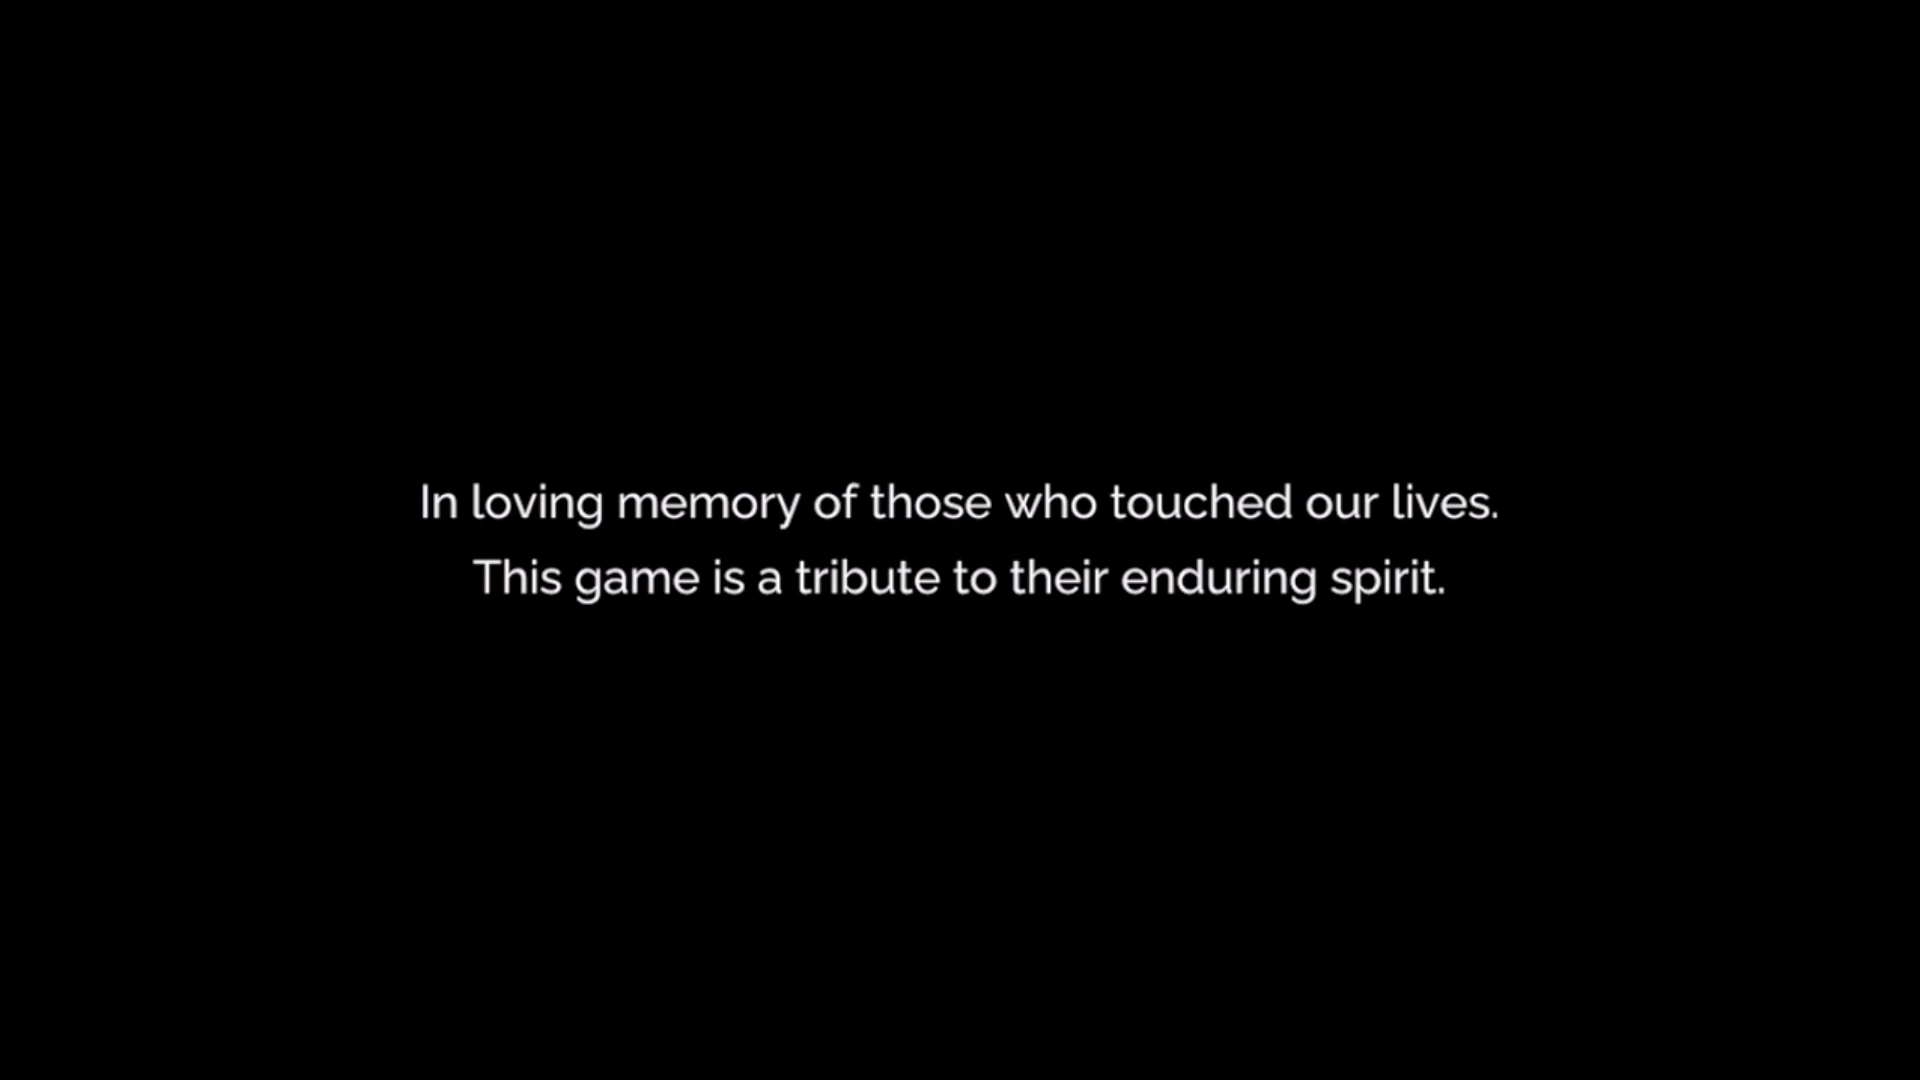 In loving memory of those who touched our lives.
This game is a tribute to their enduring spirit.